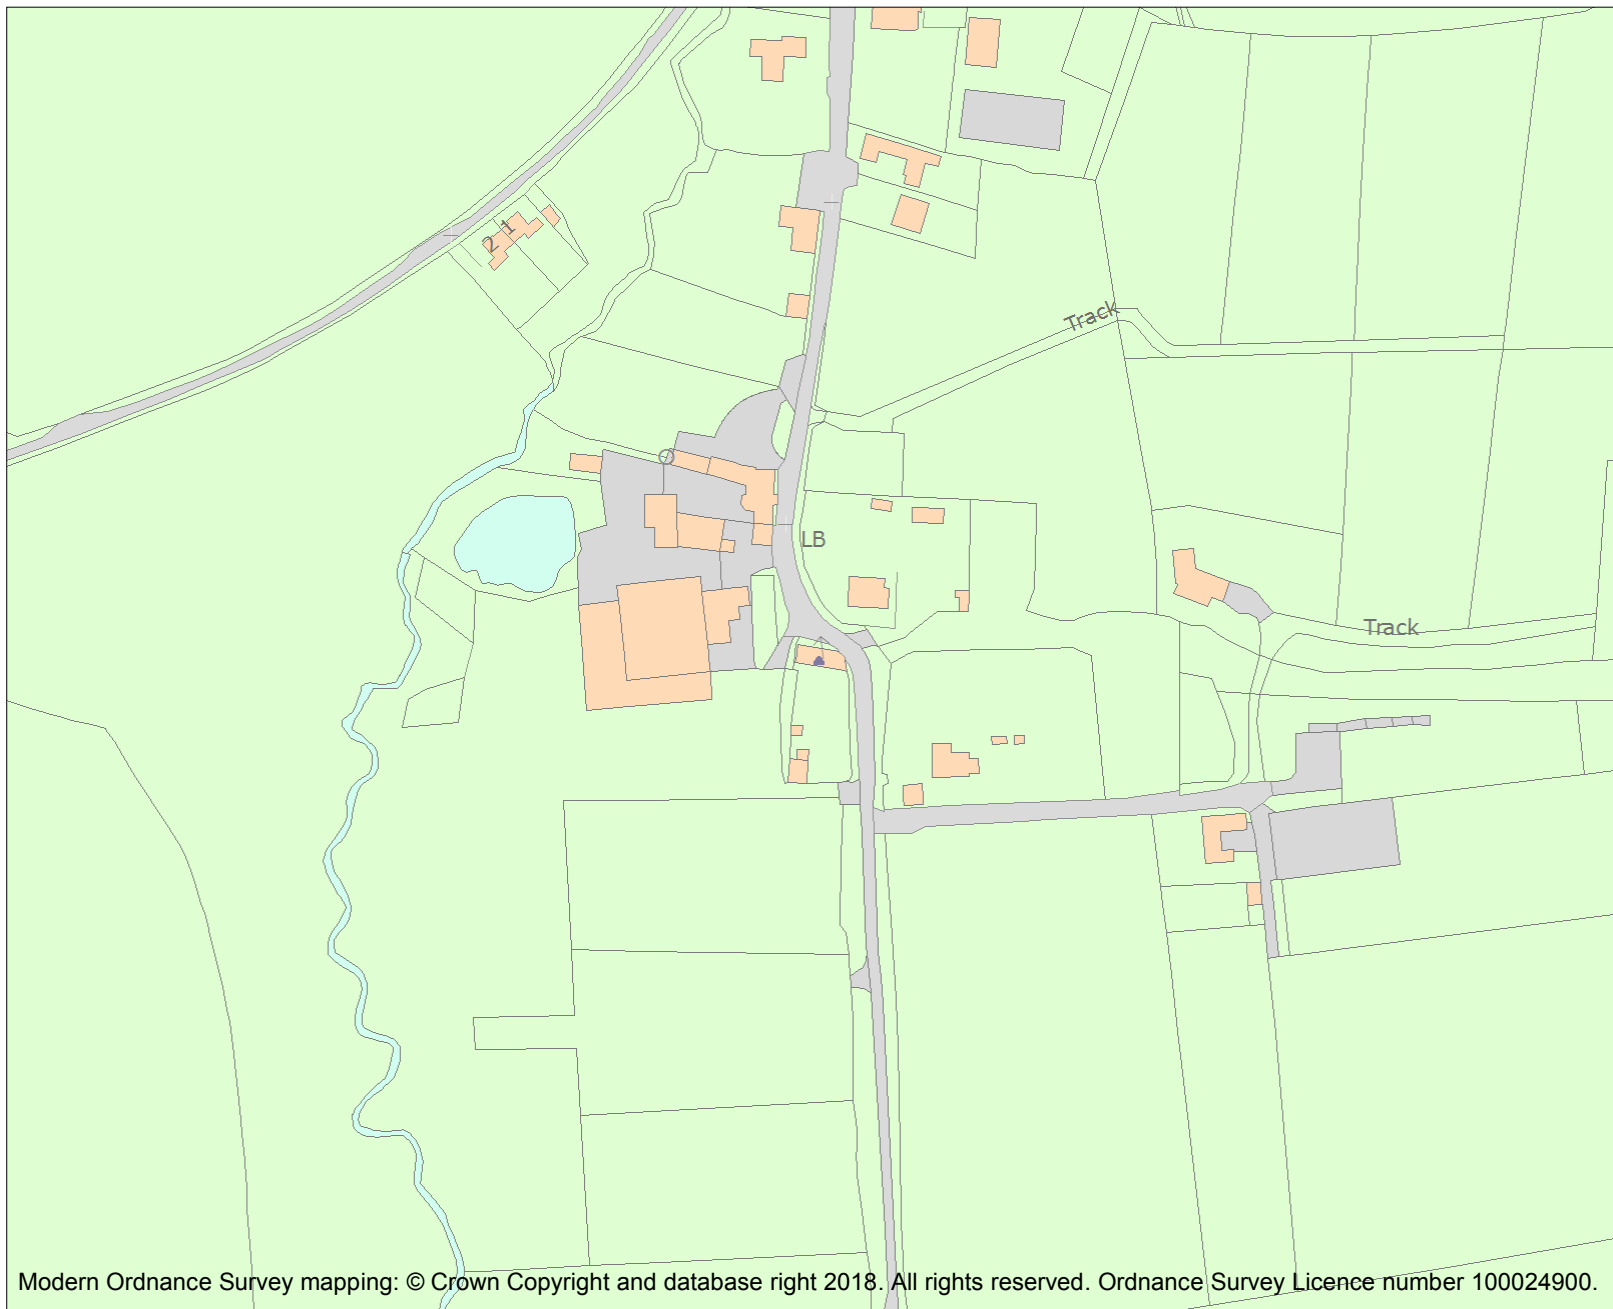 2 1
Track
LB
Track
Modern Ordnance Survey mapping: © Crown Copyright and database right 2018. All rights reserved. Ordnance Survey Licence number 100024900.